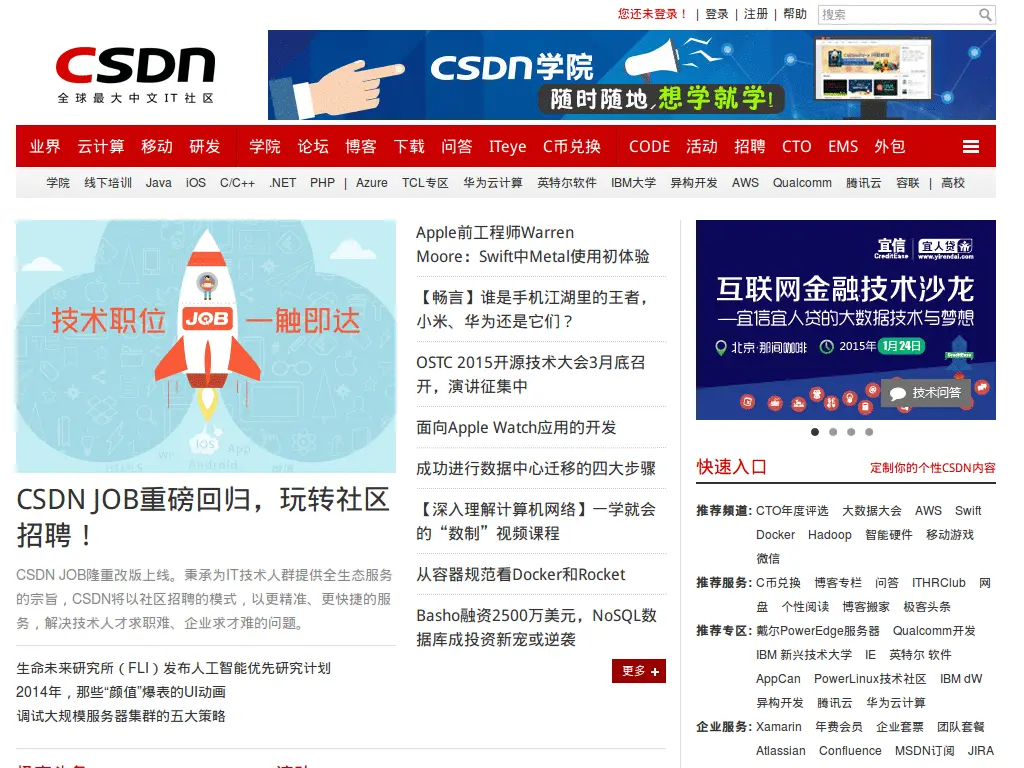 您还未登录！ | 登录 | 注册 | 帮助
搜索
CSDN
全球最大中文IT社区
CSDN学院
随时随地,想学就学!
业界 云计算 移动 研发 学院 论坛 博客 下载 问答 ITeye C币兑换 CODE 活动 招聘 CTO EMS 外包
学院 线下培训 Java iOS C/C++ .NET PHP | Azure TCL专区 华为云计算 英特尔软件 IBM大学 异构开发 AWS Qualcomm 腾讯云 容联 | 高校
技术职位 JOB 一触即达
iOS App
WP Android
CSDN JOB重磅回归，玩转社区
招聘！
CSDN JOB隆重改版上线。秉承为IT技术人群提供全生态服务
的宗旨，CSDN将以社区招聘的模式，以更精准、更快捷的服
务，解决技术人才求职难、企业求才难的问题。
生命未来研究所（FLI）发布人工智能优先研究计划
2014年，那些“颜值”爆表的UI动画
调试大规模服务器集群的五大策略
Apple前工程师Warren
Moore：Swift中Metal使用初体验
【畅言】谁是手机江湖里的王者，
小米、华为还是它们？
OSTC 2015开源技术大会3月底召
开，演讲征集中
面向Apple Watch应用的开发
成功进行数据中心迁移的四大步骤
【深入理解计算机网络】一学就会
的“数制”视频课程
从容器规范看Docker和Rocket
Basho融资2500万美元，NoSQL数
据库成投资新宠或逆袭
更多 +
宜信 CreditEase 宜人贷 www.yirendai.com
互联网金融技术沙龙
—宜信宜人贷的大数据技术与梦想
北京·那间咖啡 2015年 1月24日
CreditEase
技术问答
快速入口 定制你的个性CSDN内容
推荐频道: CTO年度评选 大数据大会 AWS Swift
Docker Hadoop 智能硬件 移动游戏
微信
推荐服务: C币兑换 博客专栏 问答 ITHRClub 网
盘 个性阅读 博客搬家 极客头条
推荐专区: 戴尔PowerEdge服务器 Qualcomm开发
IBM 新兴技术大学 IE 英特尔 软件
AppCan PowerLinux技术社区 IBM dW
异构开发 腾讯云 华为云计算
企业服务: Xamarin 年费会员 企业套票 团队套餐
Atlassian Confluence MSDN订阅 JIRA